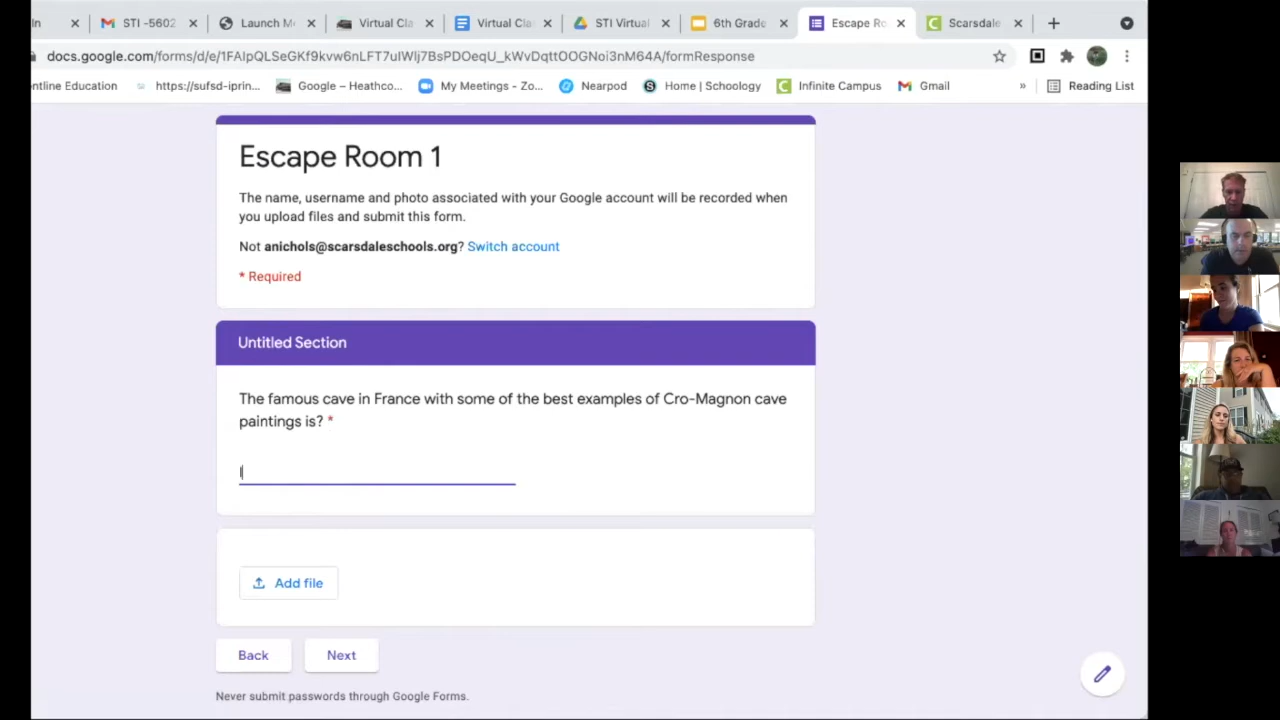 In
STI -5602
Launch M
Virtual Cla
Virtual Cla
STI Virtual
6th Grade
Escape Ro
Scarsdale
docs.google.com/forms/d/e/1FAIpQLSeGKf9kvw6nLFT7uIWlj7BsPDOeqU_kWvDqttOOGNoi3nM64A/formResponse
ntline Education
https://sufsd-iprin...
Google – Heathco...
My Meetings - Zo...
Nearpod
Home | Schoology
Infinite Campus
Gmail
»
Reading List
Escape Room 1
The name, username and photo associated with your Google account will be recorded when
you upload files and submit this form.
Not anichols@scarsdaleschools.org? Switch account
* Required
Untitled Section
The famous cave in France with some of the best examples of Cro-Magnon cave
paintings is? *
Add file
Back
Next
Never submit passwords through Google Forms.